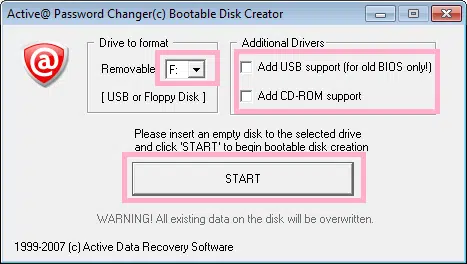 Active@ Password Changer(c) Bootable Disk Creator
Drive to format
Removable F:
[ USB or Floppy Disk ]
Additional Drivers
Add USB support (for old BIOS only!)
Add CD-ROM support
Please insert an empty disk to the selected drive
and click 'START' to begin bootable disk creation
START
WARNING! All existing data on the disk will be overwritten.
1999-2007 (c) Active Data Recovery Software